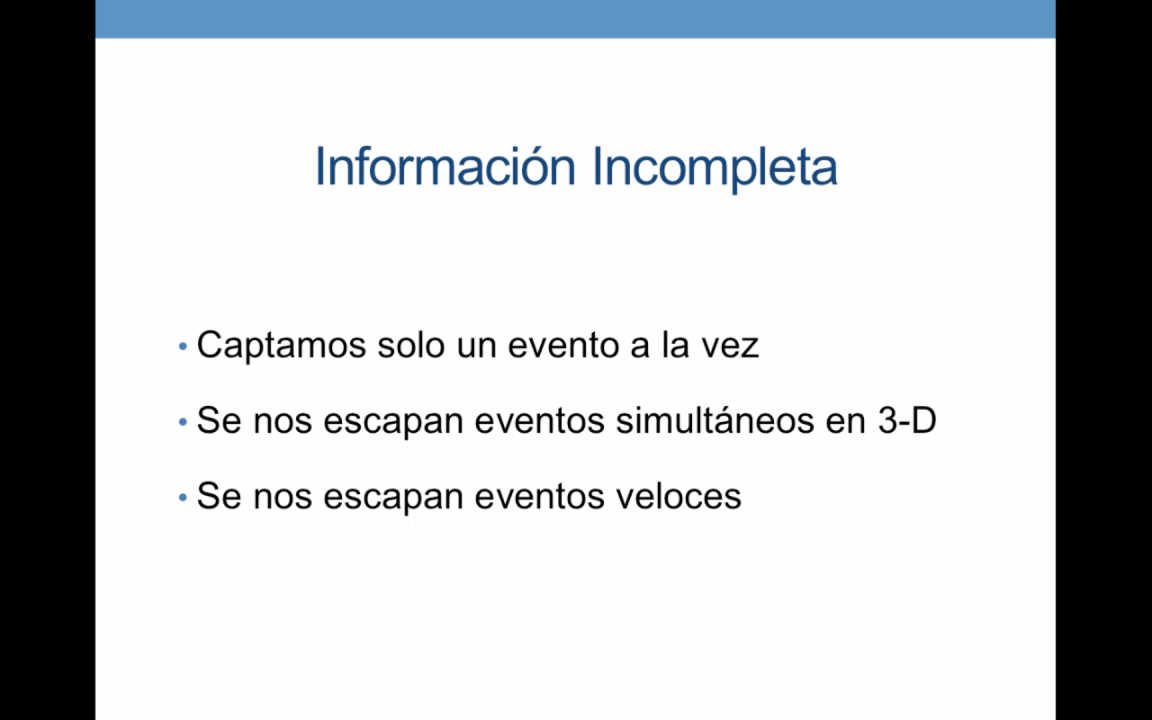 Información Incompleta
• Captamos solo un evento a la vez
• Se nos escapan eventos simultáneos en 3-D
• Se nos escapan eventos veloces